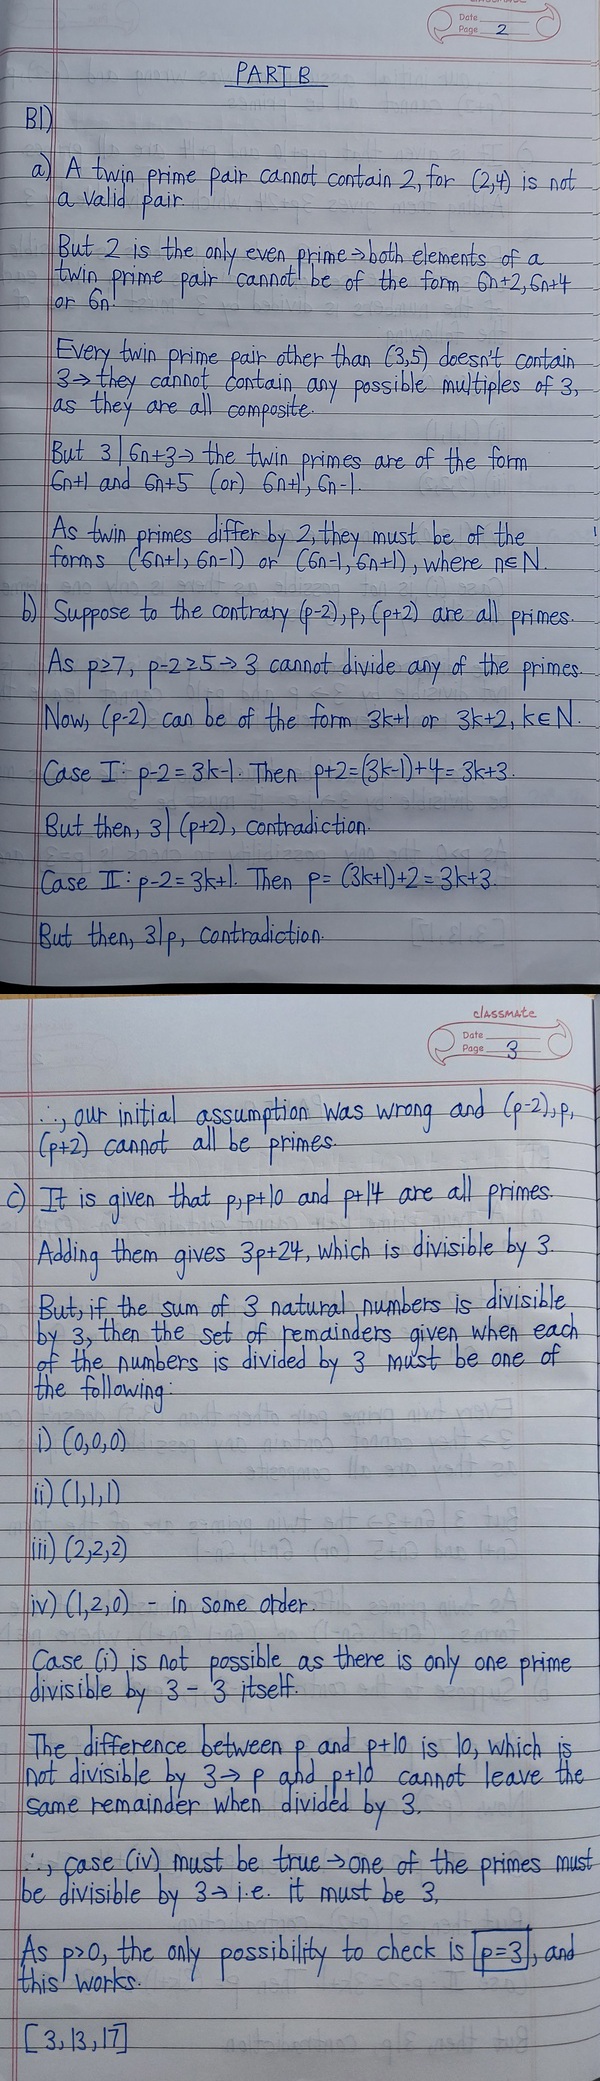 classmate
Date
Page 2
PART B
B1)
a) A twin prime pair cannot contain 2, for (2,4) is not
a valid pair
But 2 is the only even prime→both elements of a
twin prime pair cannot be of the form 6n+2, 6n+4
or 6n.
Every twin prime pair other than (3,5) doesn't contain
3→ they cannot contain any possible multiples of 3,
as they are all composite.
But 3|6n+3→ the twin primes are of the form
6n+1 and 6n+5 (or) 6n+1, 6n-1.
As twin primes differ by 2, they must be of the
forms (6n+1, 6n-1) or (6n-1, 6n+1), where n∈N.
b) Suppose to the contrary (p-2), p, (p+2) are all primes.
As p≥7, p-2≥5→ 3 cannot divide any of the primes.
Now, (p-2) can be of the form 3k+1 or 3k+2, k∈N.
Case I: p-2=3k-1. Then p+2=(3k-1)+4=3k+3.
But then, 3|(p+2), contradiction.
Case II: p-2=3k+1. Then p=(3k+1)+2=3k+3.
But then, 3|p, contradiction.
classmate
Date
Page 3
∴, our initial assumption was wrong and (p-2), p,
(p+2) cannot all be primes.
c) It is given that p, p+10 and p+14 are all primes.
Adding them gives 3p+24, which is divisible by 3.
But, if the sum of 3 natural numbers is divisible
by 3, then the set of remainders given when each
of the numbers is divided by 3 must be one of
the following:
i) (0,0,0)
ii) (1,1,1)
iii) (2,2,2)
iv) (1,2,0) - in some order.
Case (i) is not possible as there is only one prime
divisible by 3 - 3 itself.
The difference between p and p+10 is 10, which is
not divisible by 3→ p and p+10 cannot leave the
same remainder when divided by 3.
∴, case (iv) must be true→one of the primes must
be divisible by 3→ i.e. it must be 3.
As p>0, the only possibility to check is p=3, and
this works.
[3, 13, 17]